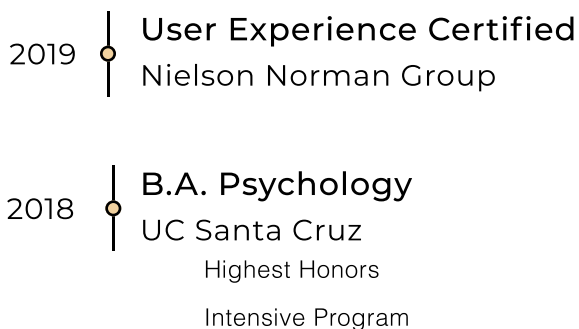 2019
User Experience Certified
Nielson Norman Group
2018
B.A. Psychology
UC Santa Cruz
Highest Honors
Intensive Program